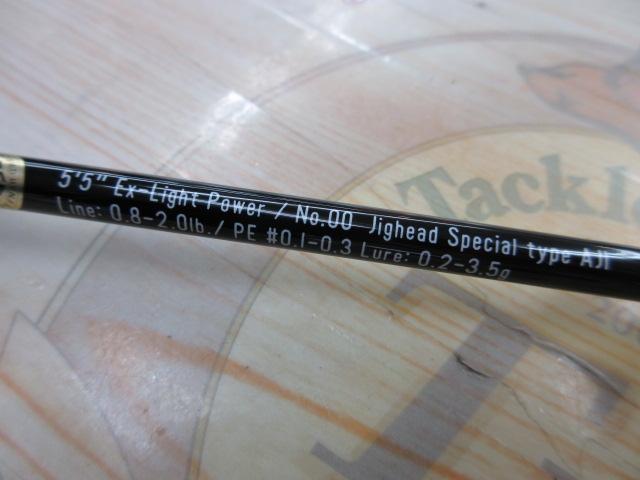 5'5" Ex-Light Power / No.00 Jighead Special type AJI
Line: 0.8-2.0lb. / PE #0.1-0.3 Lure: 0.2-3.5g
Tackle